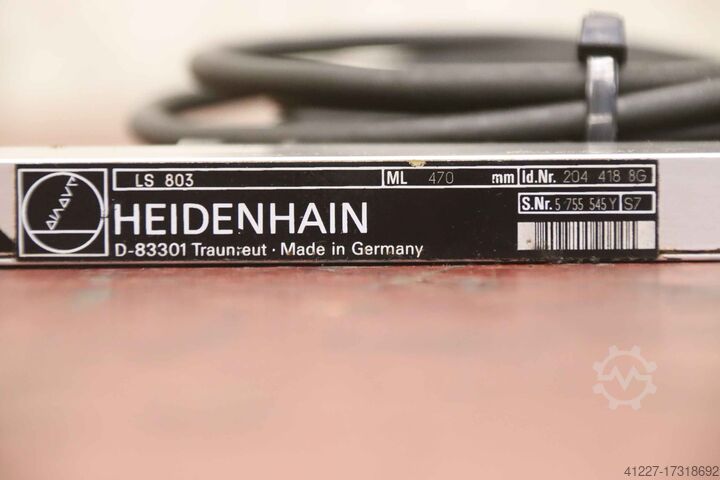 LS 803 ML 470 mm Id.Nr. 204 418 8G
HEIDENHAIN S.Nr. 5 755 545 Y S7
D-83301 Traunreut · Made in Germany
41227-17318692